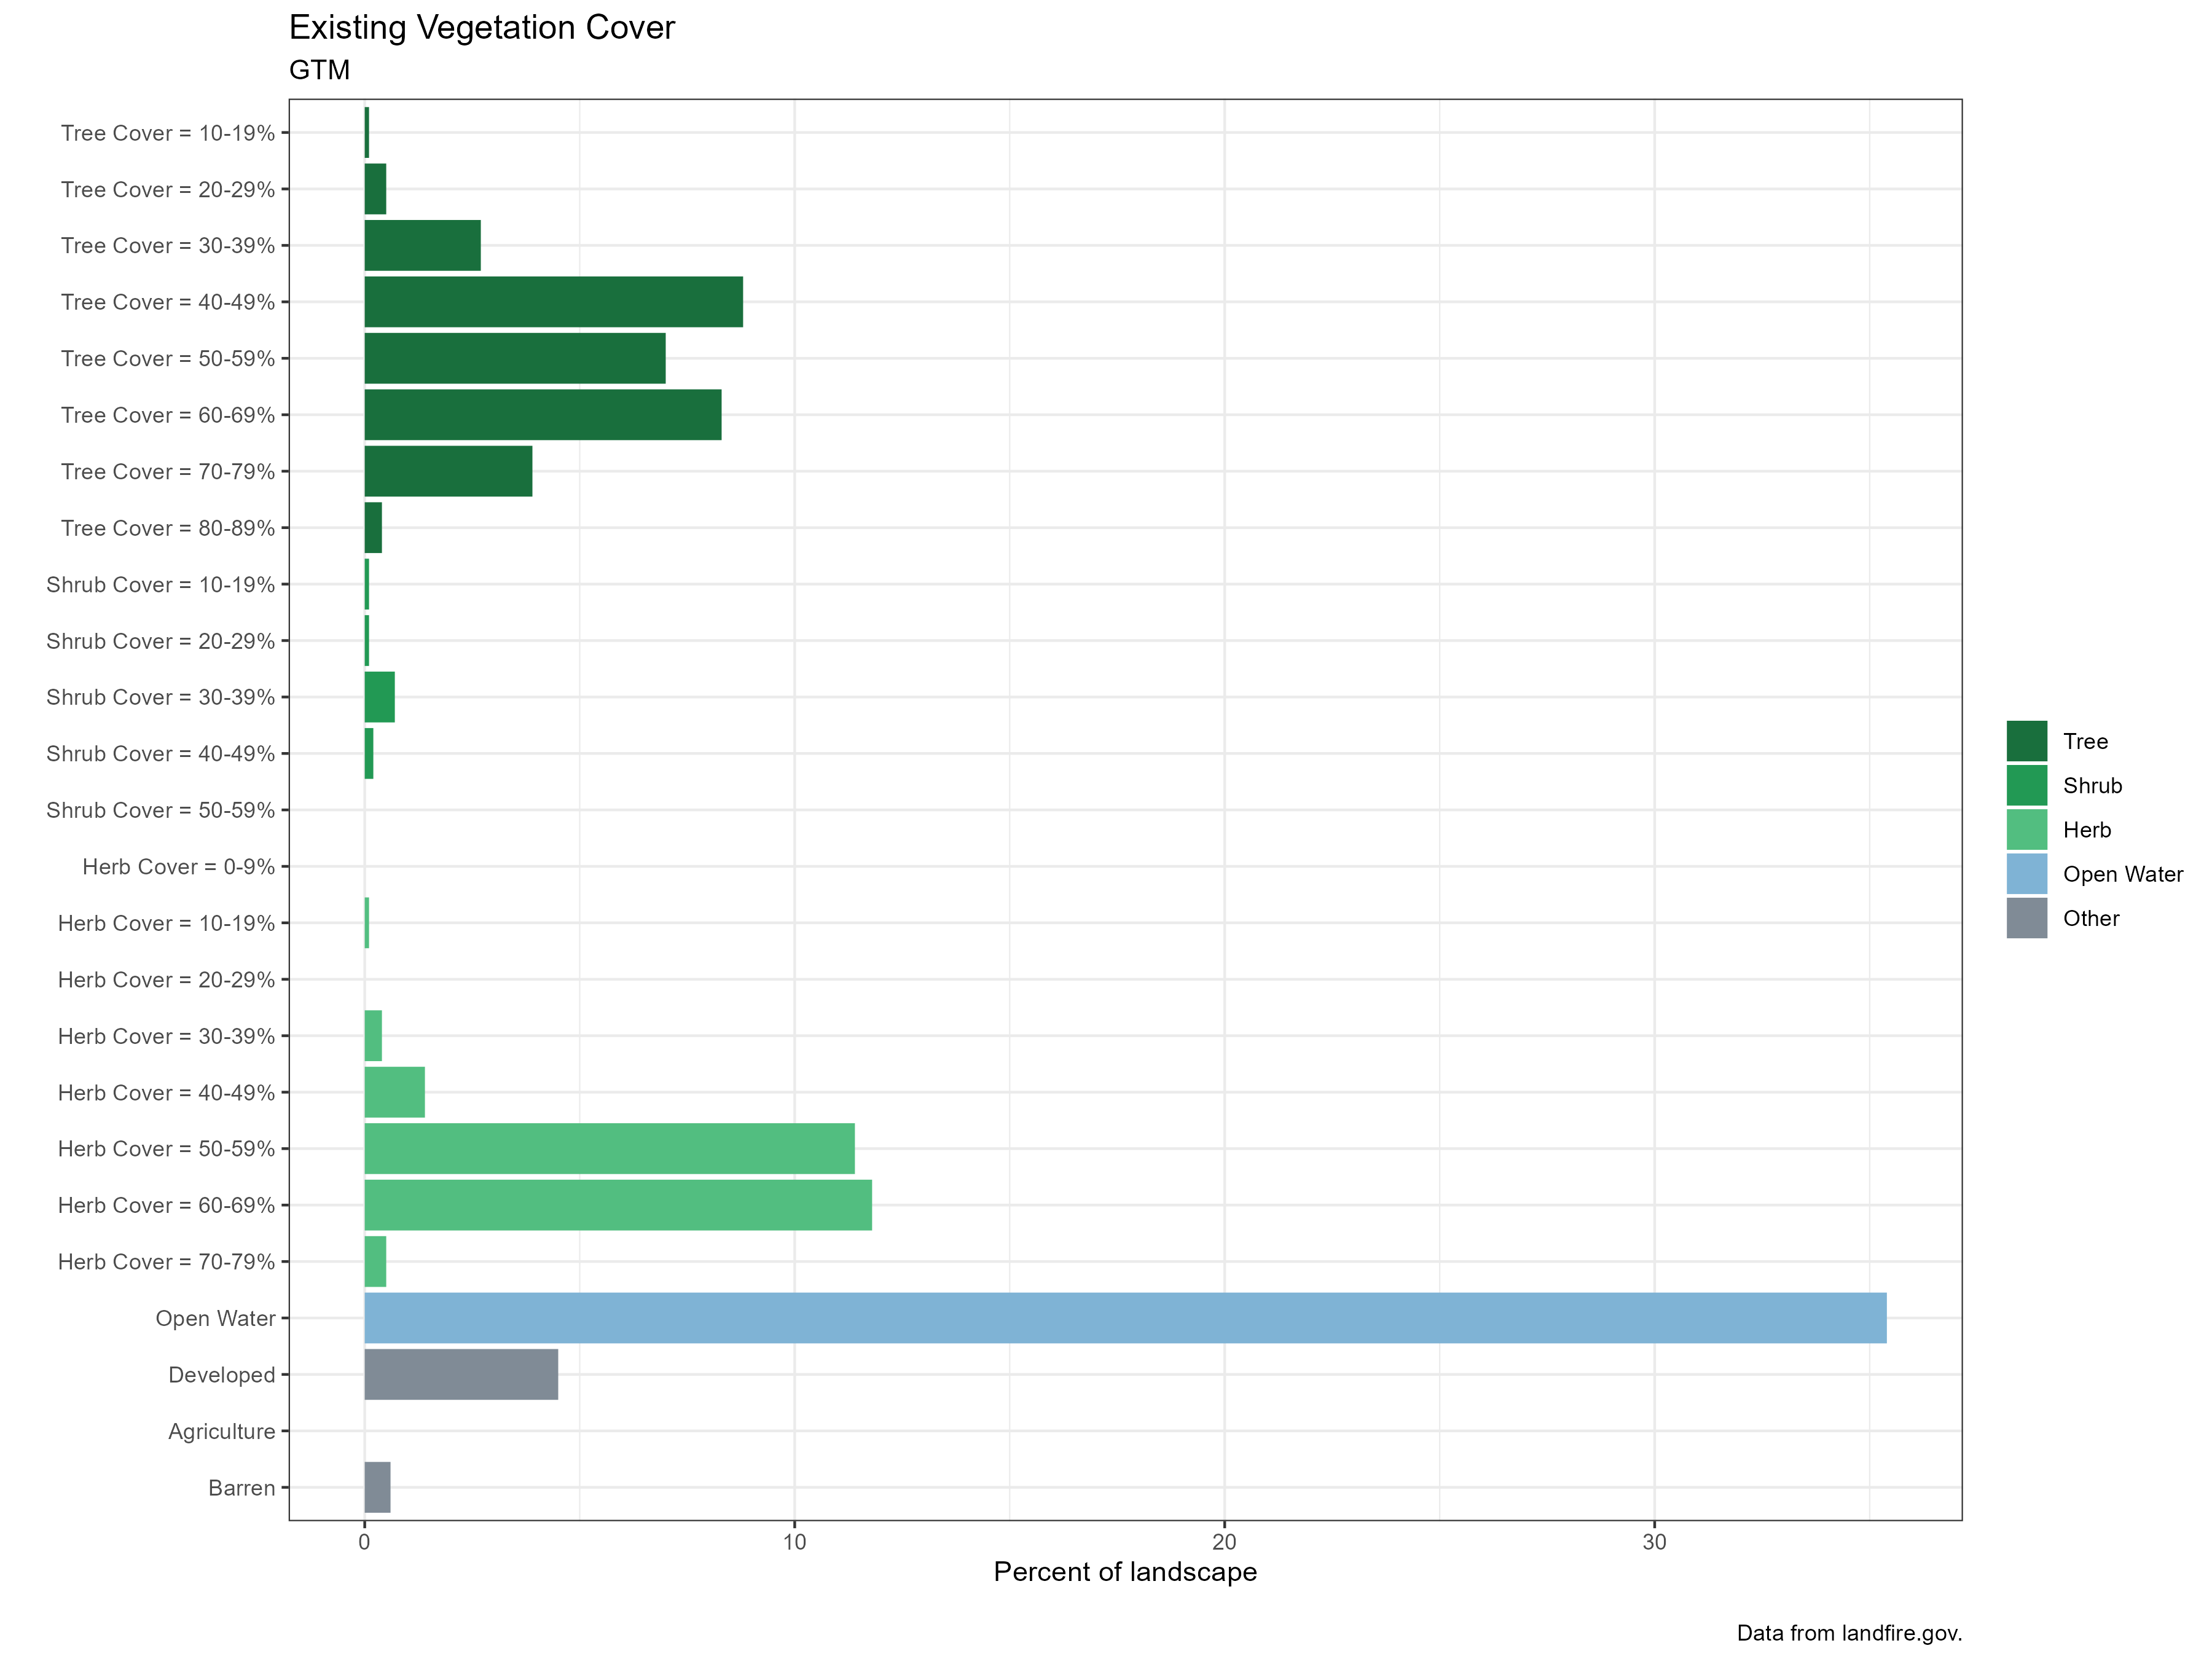 Existing Vegetation Cover
GTM
Tree Cover = 10-19%
Tree Cover = 20-29%
Tree Cover = 30-39%
Tree Cover = 40-49%
Tree Cover = 50-59%
Tree Cover = 60-69%
Tree Cover = 70-79%
Tree Cover = 80-89%
Shrub Cover = 10-19%
Shrub Cover = 20-29%
Shrub Cover = 30-39%
Shrub Cover = 40-49%
Shrub Cover = 50-59%
Herb Cover = 0-9%
Herb Cover = 10-19%
Herb Cover = 20-29%
Herb Cover = 30-39%
Herb Cover = 40-49%
Herb Cover = 50-59%
Herb Cover = 60-69%
Herb Cover = 70-79%
Open Water
Developed
Agriculture
Barren
0 10 20 30
Percent of landscape
Tree
Shrub
Herb
Open Water
Other
Data from landfire.gov.